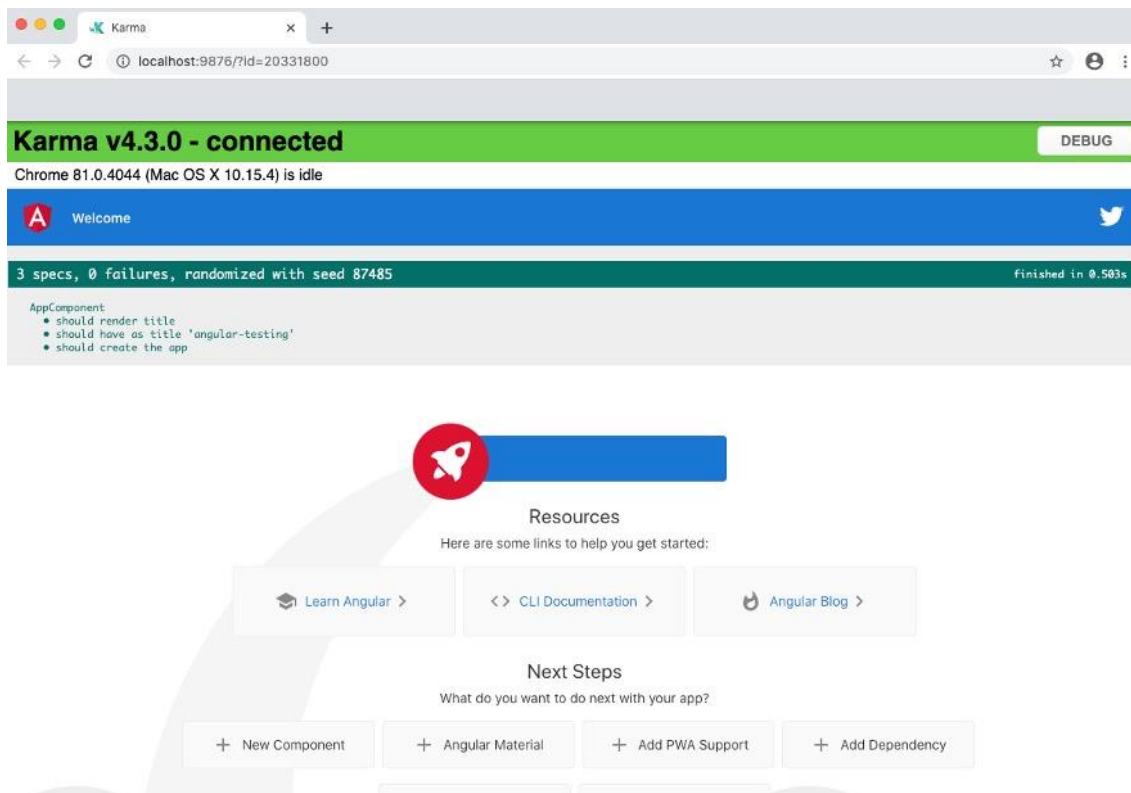 Karma
localhost:9876/?id=20331800
Karma v4.3.0 - connected
DEBUG
Chrome 81.0.4044 (Mac OS X 10.15.4) is idle
Welcome
3 specs, 0 failures, randomized with seed 87485
finished in 0.503s
AppComponent
• should render title
• should have as title 'angular-testing'
• should create the app
Resources
Here are some links to help you get started:
Learn Angular
CLI Documentation
Angular Blog
Next Steps
What do you want to do next with your app?
+ New Component
+ Angular Material
+ Add PWA Support
+ Add Dependency